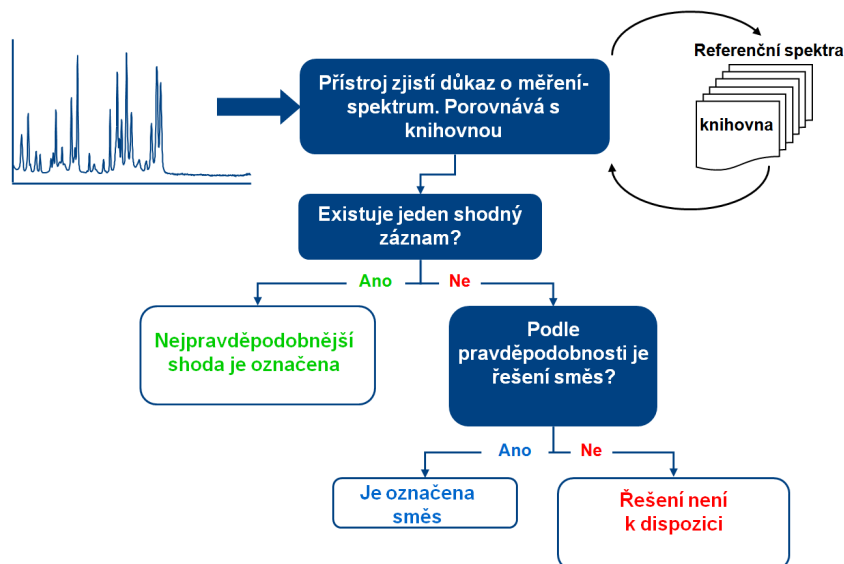 Přístroj zjistí důkaz o měření-
spektrum. Porovnává s
knihovnou
Referenční spektra
knihovna
Existuje jeden shodný
záznam?
Ano
Ne
Nejpravděpodobnější
shoda je označena
Podle
pravděpodobnosti je
řešení směs?
Ano
Ne
Je označena
směs
Řešení není
k dispozici